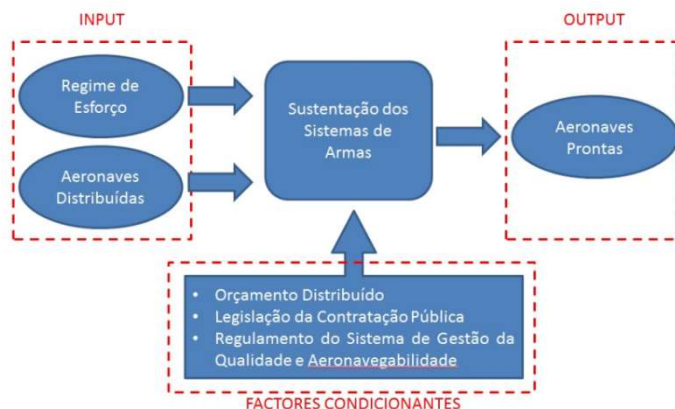 INPUT
OUTPUT
Regime de
Esforço
Aeronaves
Distribuídas
Sustentação dos
Sistemas de
Armas
Aeronaves
Prontas
• Orçamento Distribuído
• Legislação da Contratação Pública
• Regulamento do Sistema de Gestão da
Qualidade e Aeronavegabilidade
FACTORES CONDICIONANTES